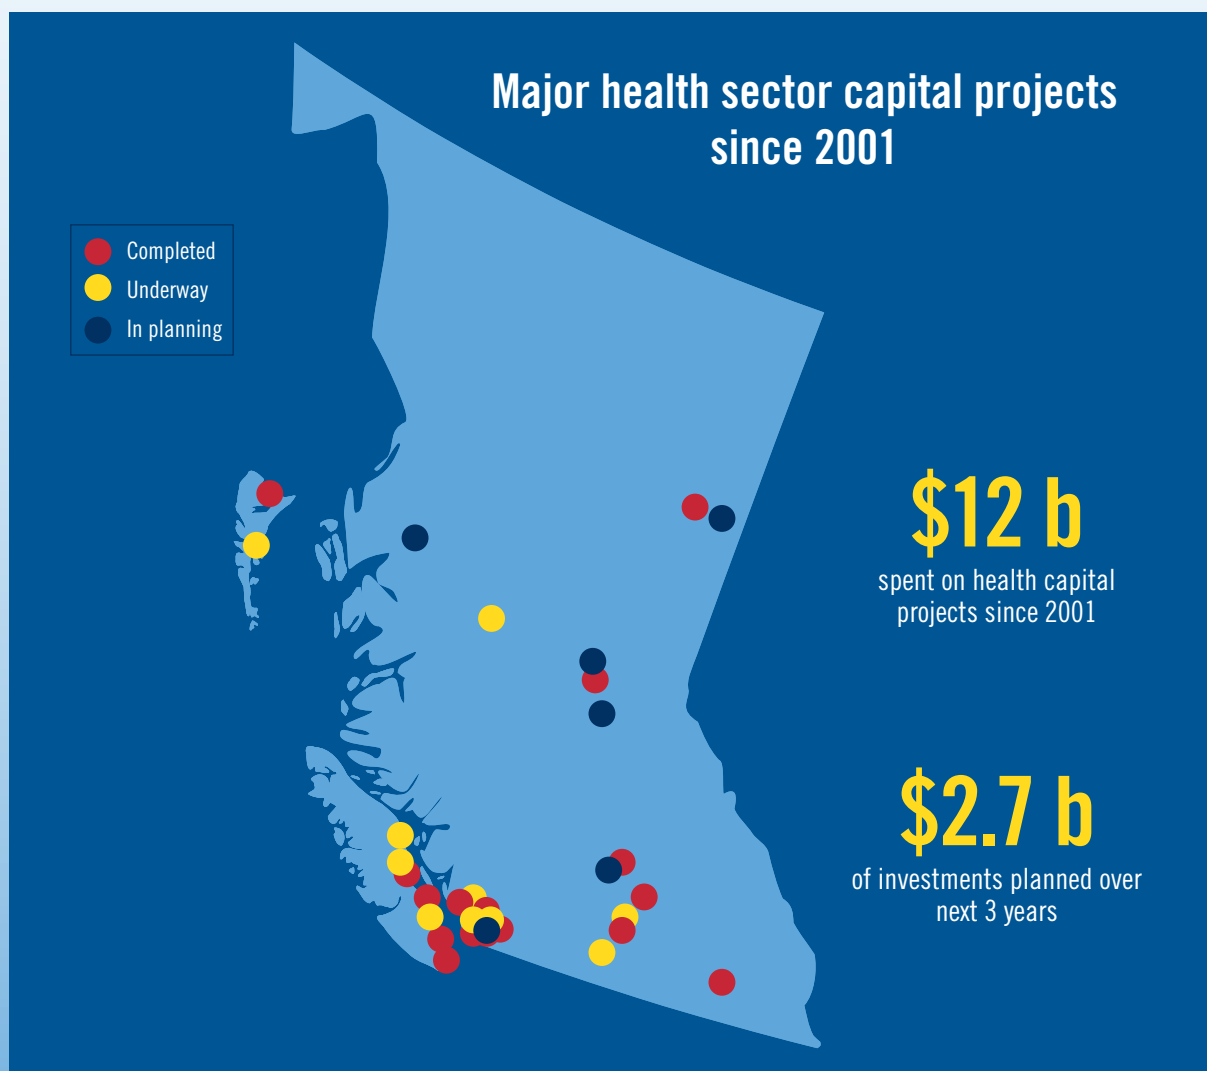 Major health sector capital projects
since 2001
Completed
Underway
In planning
$12 b
spent on health capital
projects since 2001
$2.7 b
of investments planned over
next 3 years